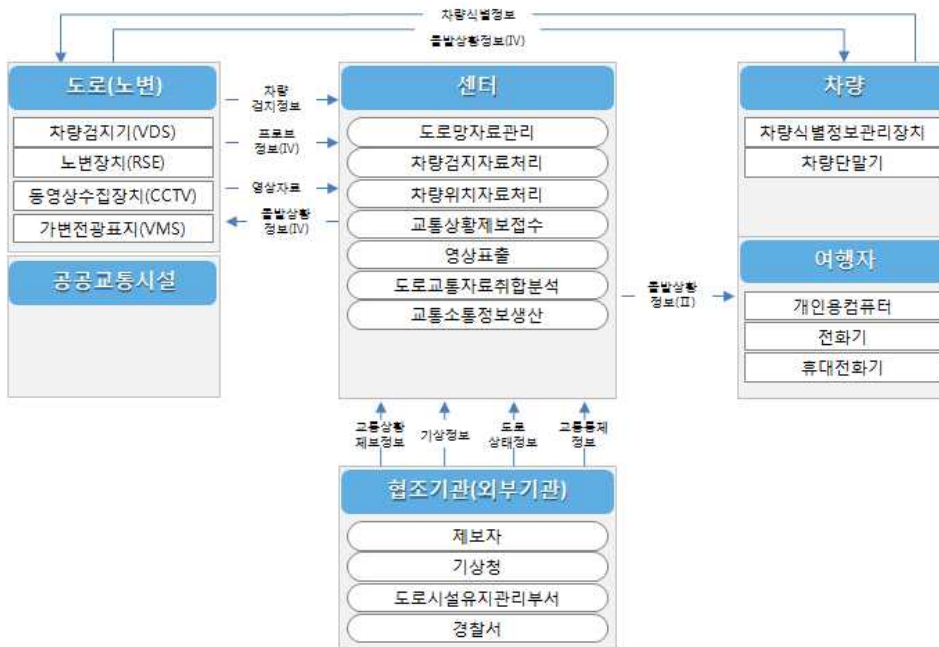 차량식별정보
돌발상황정보(IV)
도로(노변)
차량검지기(VDS)
노변장치(RSE)
동영상수집장치(CCTV)
가변전광표지(VMS)
공공교통시설
차량
검지정보
프로브
정보(IV)
영상자료
돌발상황
정보(IV)
센터
도로망자료관리
차량검지자료처리
차량위치자료처리
교통상황제보접수
영상표출
도로교통자료취합분석
교통소통정보생산
돌발상황
정보(II)
차량
차량식별정보관리장치
차량단말기
여행자
개인용컴퓨터
전화기
휴대전화기
교통상황
제보정보
기상정보
도로
상태정보
교통통제
정보
협조기관(외부기관)
제보자
기상청
도로시설유지관리부서
경찰서